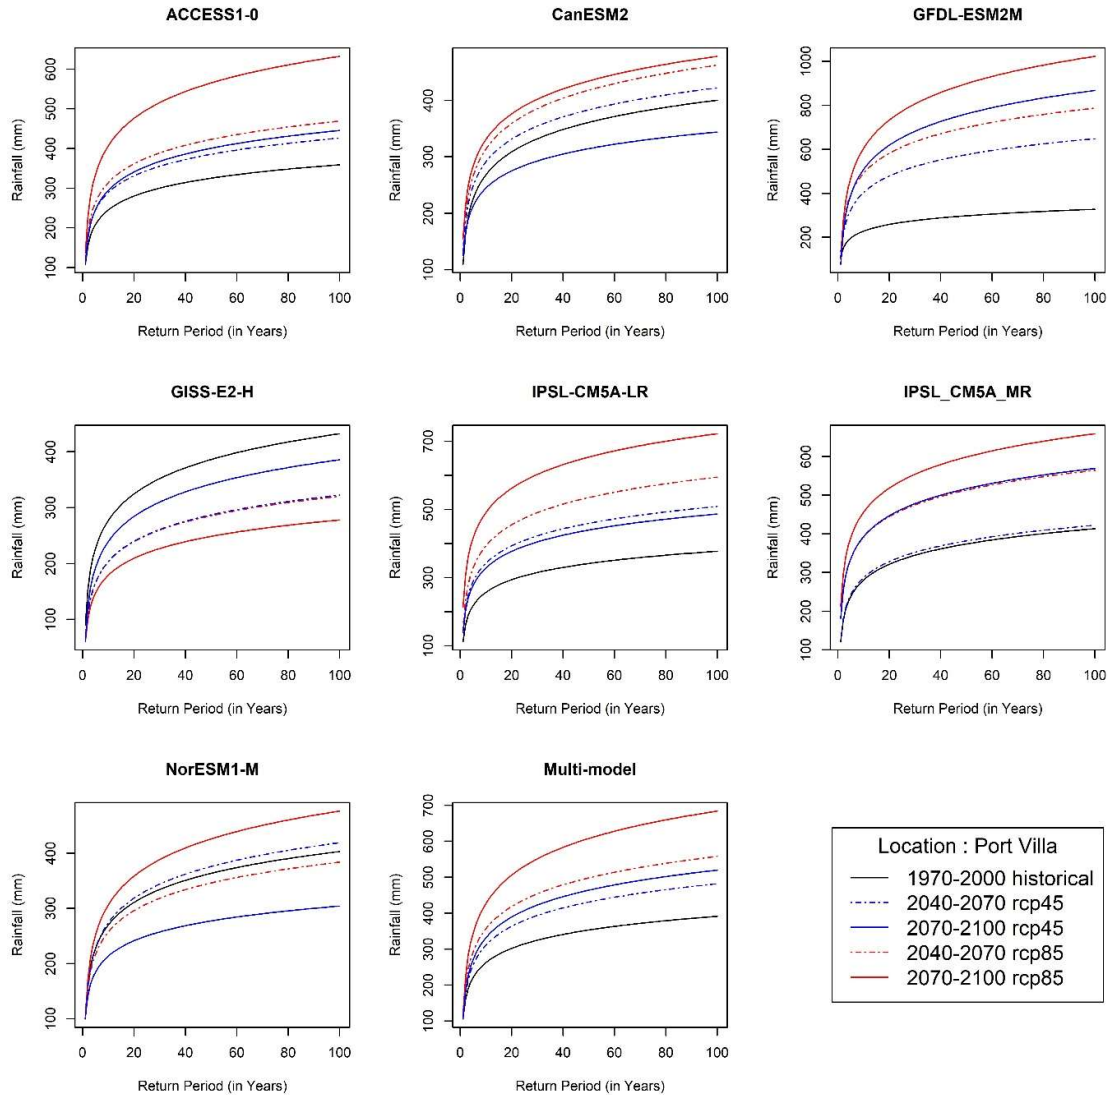 ACCESS1-0
CanESM2
GFDL-ESM2M
Rainfall (mm)
600
500
400
300
200
100
0 20 40 60 80 100
Return Period (in Years)
Rainfall (mm)
400
300
200
100
0 20 40 60 80 100
Return Period (in Years)
Rainfall (mm)
1000
800
600
400
200
0 20 40 60 80 100
Return Period (in Years)
GISS-E2-H
IPSL-CM5A-LR
IPSL_CM5A_MR
Rainfall (mm)
400
300
200
100
0 20 40 60 80 100
Return Period (in Years)
Rainfall (mm)
700
500
300
100
0 20 40 60 80 100
Return Period (in Years)
Rainfall (mm)
600
500
400
300
200
100
0 20 40 60 80 100
Return Period (in Years)
NorESM1-M
Multi-model
Rainfall (mm)
400
300
200
100
0 20 40 60 80 100
Return Period (in Years)
Rainfall (mm)
700
600
500
400
300
200
100
0 20 40 60 80 100
Return Period (in Years)
Location : Port Villa
1970-2000 historical
2040-2070 rcp45
2070-2100 rcp45
2040-2070 rcp85
2070-2100 rcp85